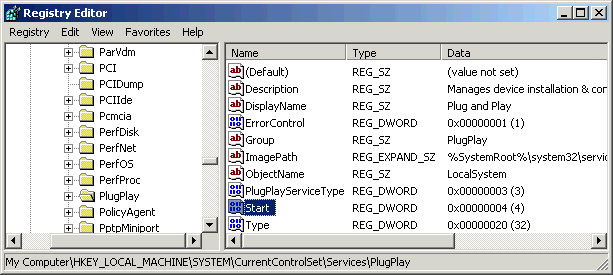 Registry Editor
Registry Edit View Favorites Help
ParVdm
PCI
PCIDump
PCIIde
Pcmcia
PerfDisk
PerfNet
PerfOS
PerfProc
PlugPlay
PolicyAgent
PptpMiniport
Name Type Data
(Default) REG_SZ (value not set)
Description REG_SZ Manages device installation & con
DisplayName REG_SZ Plug and Play
ErrorControl REG_DWORD 0x00000001 (1)
Group REG_SZ PlugPlay
ImagePath REG_EXPAND_SZ %SystemRoot%\system32\servic
ObjectName REG_SZ LocalSystem
PlugPlayServiceType REG_DWORD 0x00000003 (3)
Start REG_DWORD 0x00000004 (4)
Type REG_DWORD 0x00000020 (32)
My Computer\HKEY_LOCAL_MACHINE\SYSTEM\CurrentControlSet\Services\PlugPlay